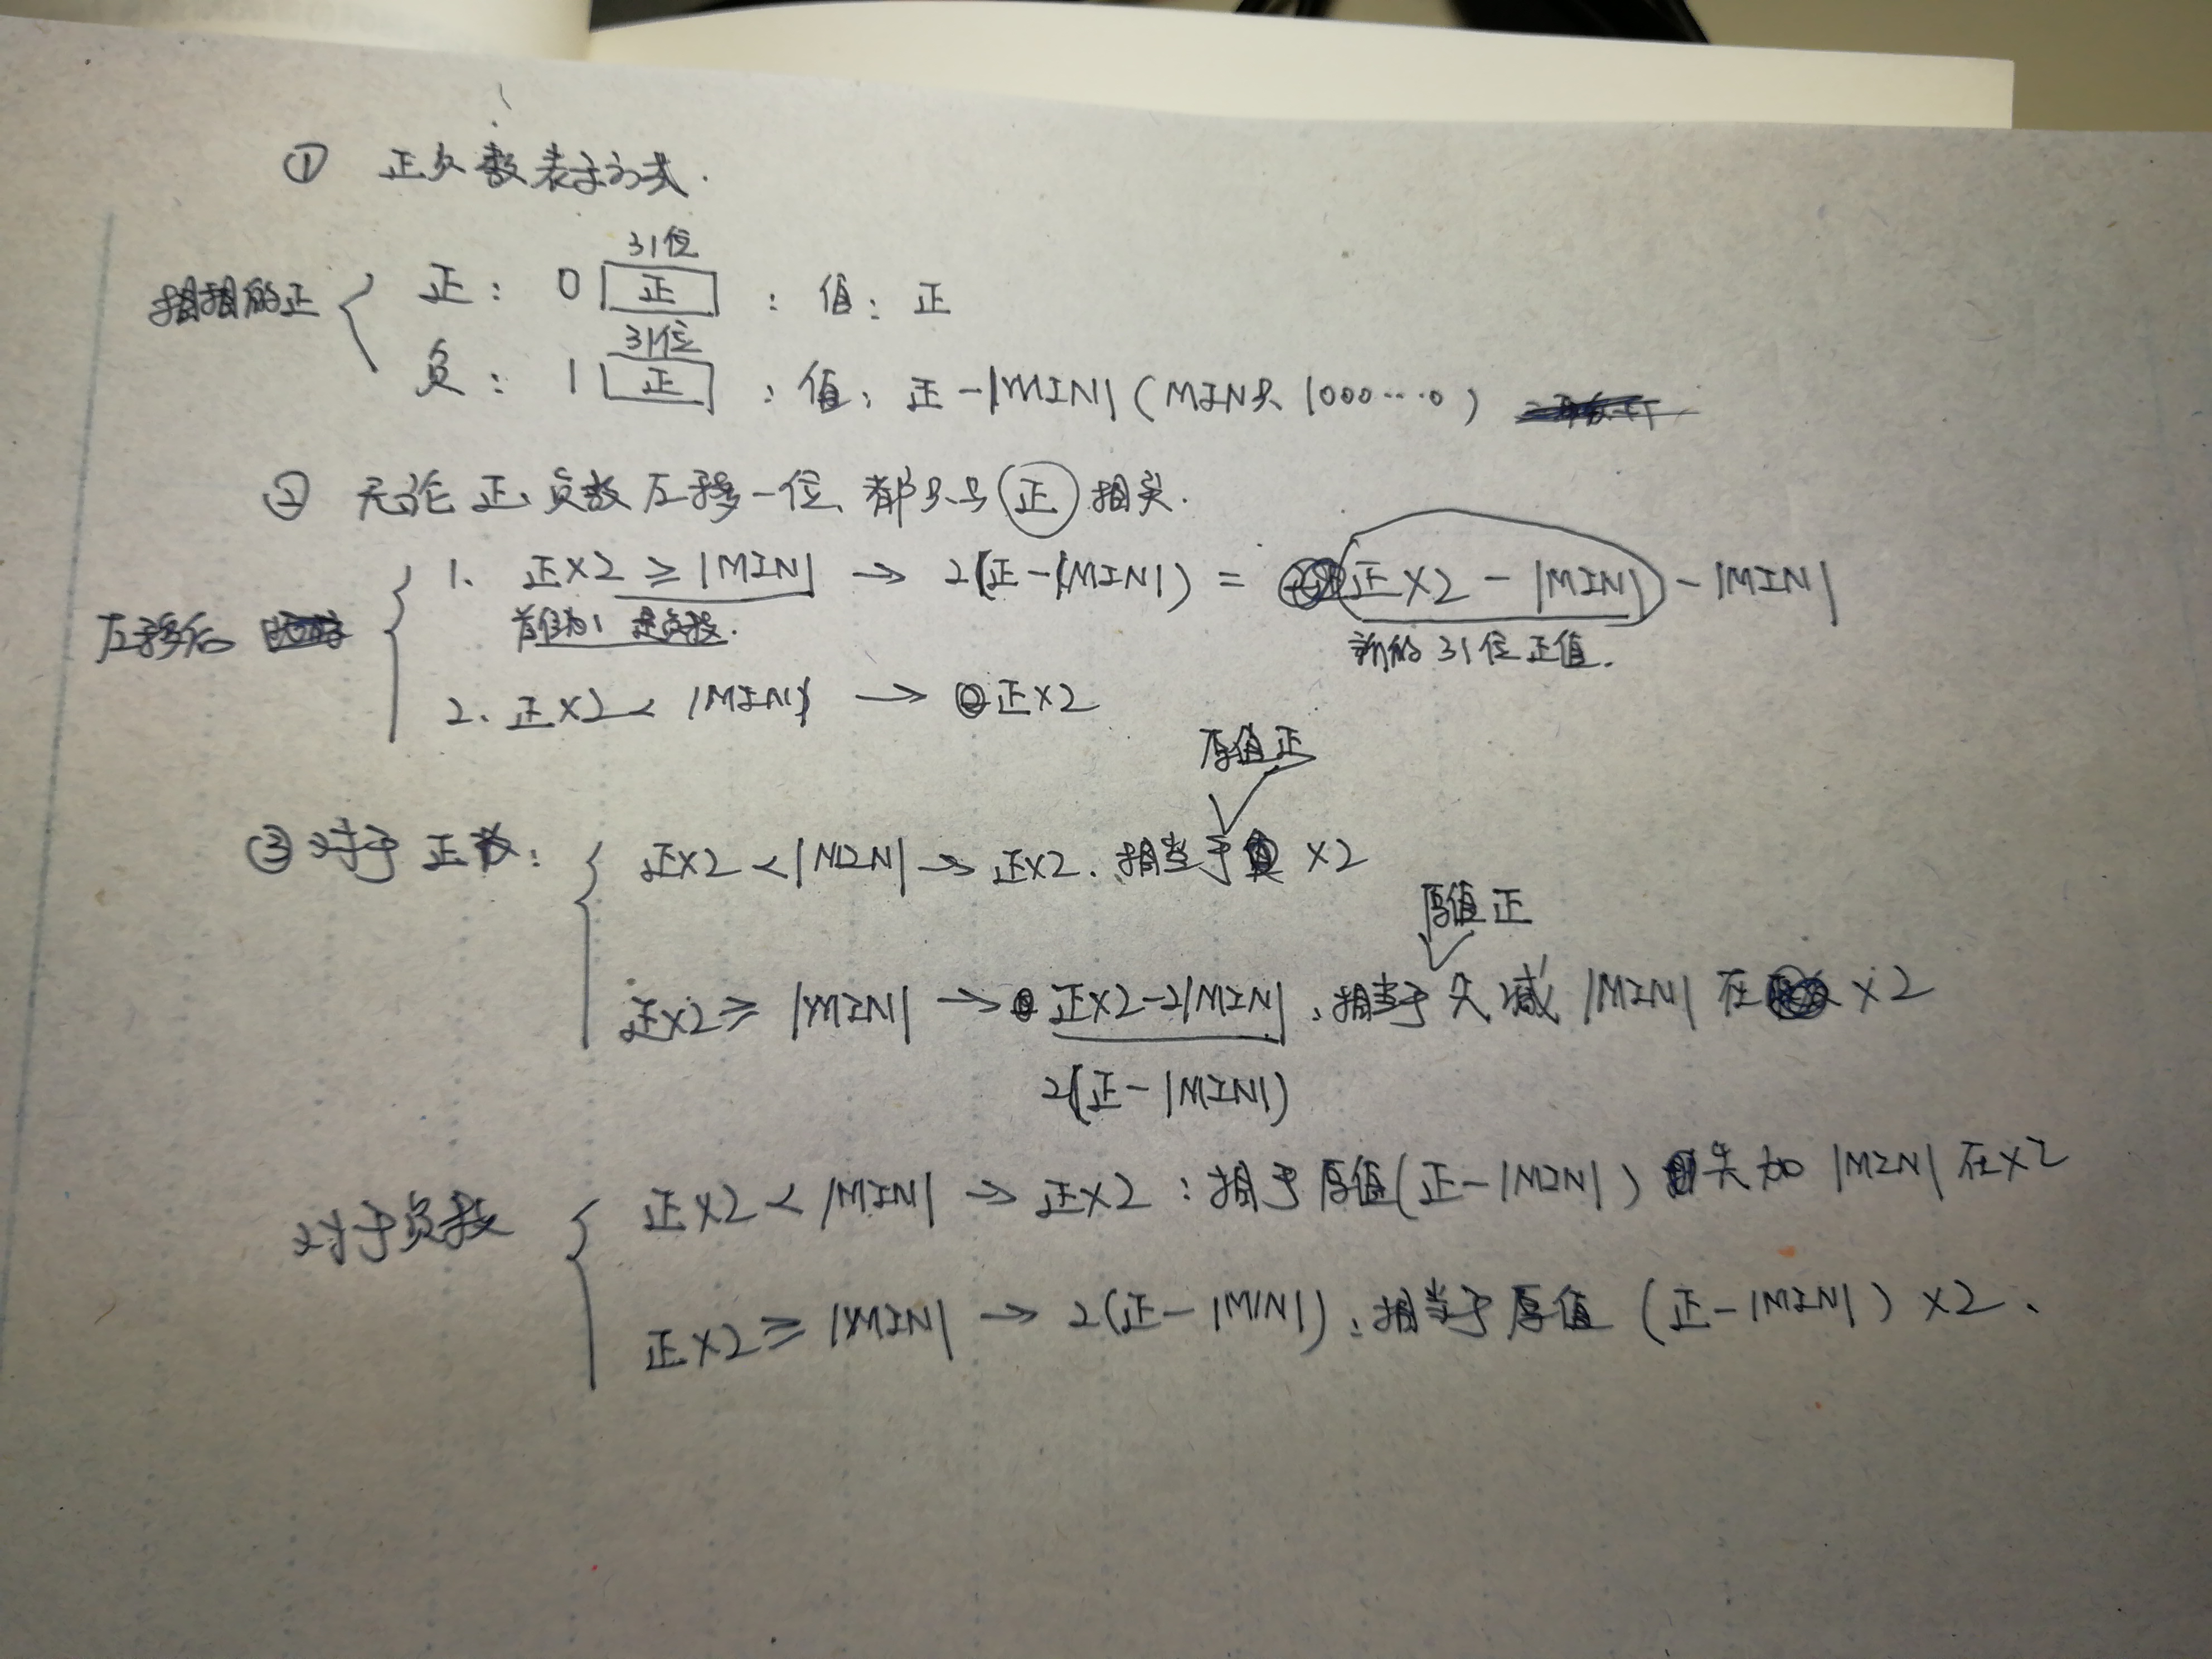 ① 正负数表示方式.
31位
相相的正 { 正: 0 正 : 值: 正
31位
负: 1 正 : 值: 正-|MIN| (MIN只 1000....0)
② 无论 正、负数左移一位、都只与 正 相关.
1. 正×2 ≥ |MIN| → 2(正-|MIN|) = 正×2 - |MIN| - |MIN|
左移后
首位为1 是负数. 新的 31位 正值.
2. 正×2 < |MIN| → 正×2
原值正
③ 对于 正数: 正×2 < |MIN| → 正×2. 相当于 ×2
原值正
正×2 ≥ |MIN| → 正×2-2|MIN| , 相当于 先减 |MIN| 在 ×2
2(正-|MIN|)
对于负数 正×2 < |MIN| → 正×2 : 相于 原值(正-|MIN|) 先加 |MIN| 在×2
正×2 ≥ |MIN| → 2(正-|MIN|), 相当于 原值 (正-|MIN|) ×2、